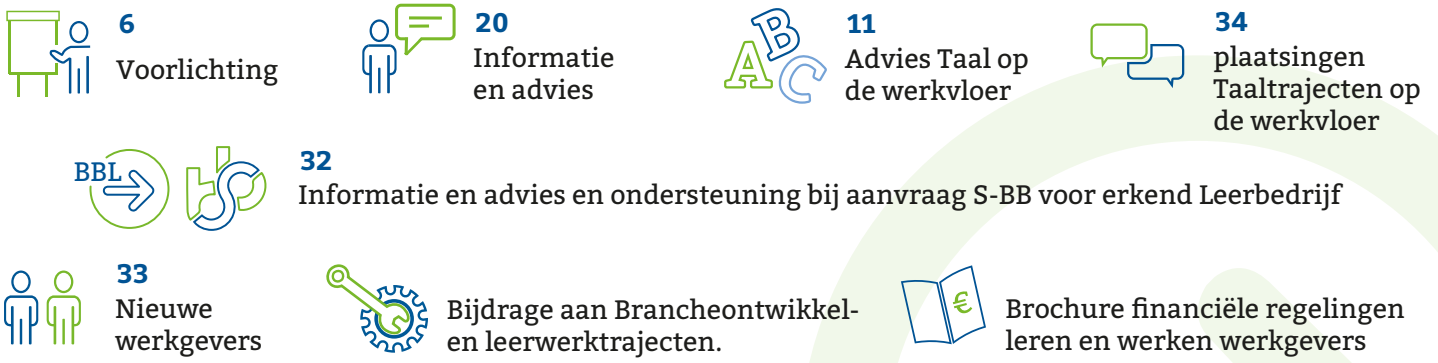 6
Voorlichting
20
Informatie
en advies
A B C
11
Advies Taal op
de werkvloer
34
plaatsingen
Taaltrajecten op
de werkvloer
BBL
sbb
32
Informatie en advies en ondersteuning bij aanvraag S-BB voor erkend Leerbedrijf
33
Nieuwe
werkgevers
Bijdrage aan Brancheontwikkel-
en leerwerktrajecten.
€
Brochure financiële regelingen
leren en werken werkgevers